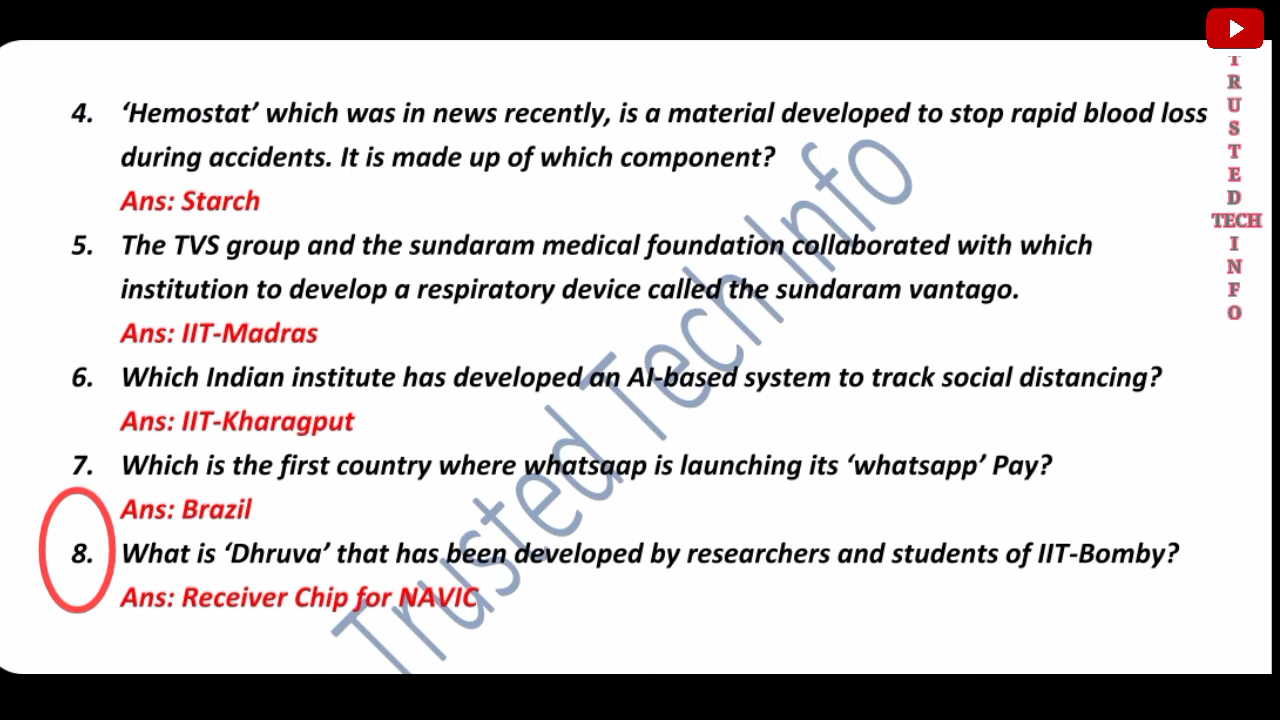 4. ‘Hemostat’ which was in news recently, is a material developed to stop rapid blood loss
during accidents. It is made up of which component?
Ans: Starch
5. The TVS group and the sundaram medical foundation collaborated with which
institution to develop a respiratory device called the sundaram vantago.
Ans: IIT-Madras
6. Which Indian institute has developed an AI-based system to track social distancing?
Ans: IIT-Kharagput
7. Which is the first country where whatsaap is launching its ‘whatsapp’ Pay?
Ans: Brazil
8. What is ‘Dhruva’ that has been developed by researchers and students of IIT-Bomby?
Ans: Receiver Chip for NAVIC
Trusted Tech Info
T
R
U
S
T
E
D
TECH
I
N
F
O